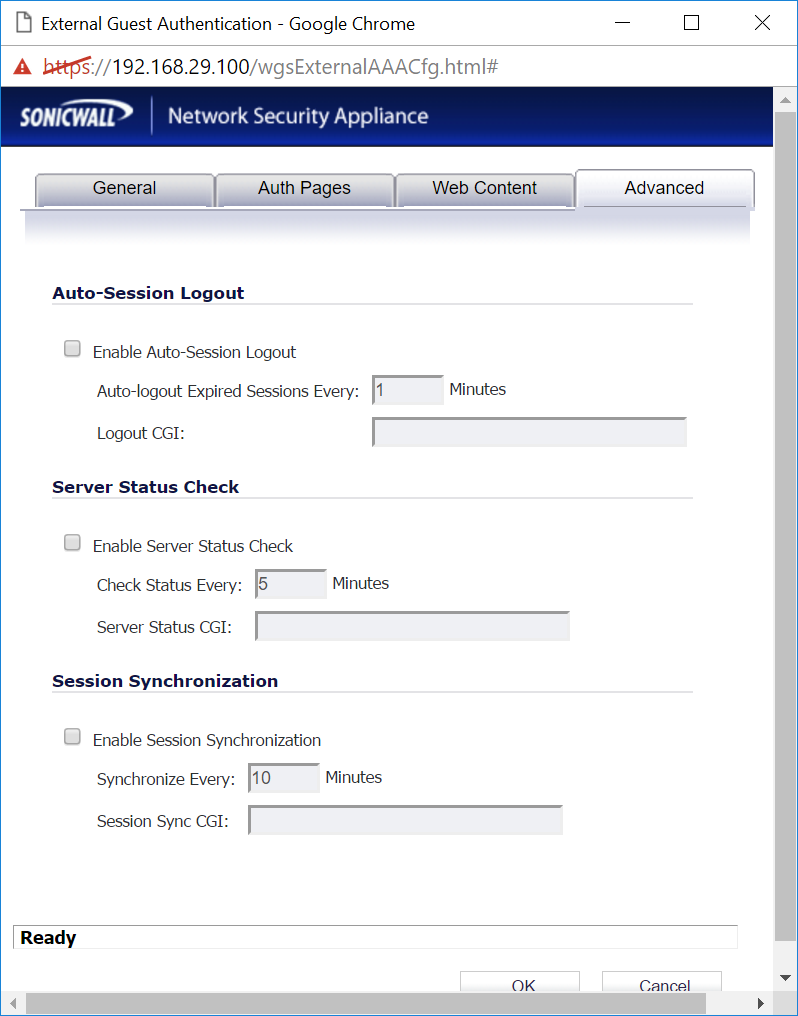 External Guest Authentication - Google Chrome
https://192.168.29.100/wgsExternalAAACfg.html#
SONICWALL Network Security Appliance
General Auth Pages Web Content Advanced
Auto-Session Logout
Enable Auto-Session Logout
Auto-logout Expired Sessions Every: 1 Minutes
Logout CGI:
Server Status Check
Enable Server Status Check
Check Status Every: 5 Minutes
Server Status CGI:
Session Synchronization
Enable Session Synchronization
Synchronize Every: 10 Minutes
Session Sync CGI:
Ready
OK Cancel